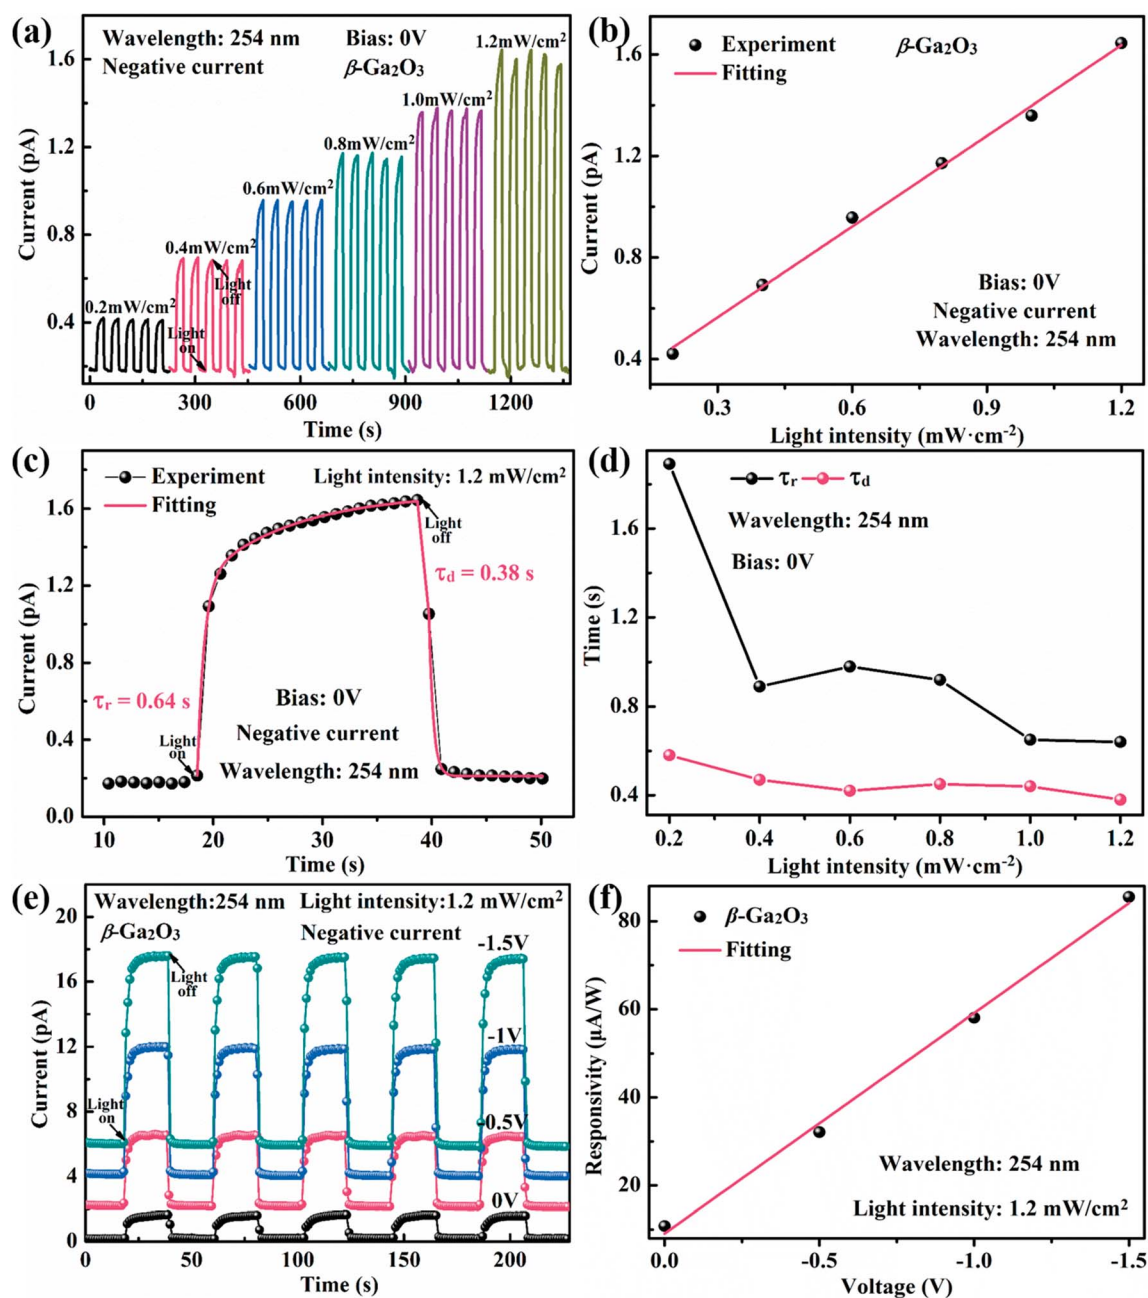 (a)
Wavelength: 254 nm
Negative current
Bias: 0V
β-Ga₂O₃
1.2mW/cm²
1.0mW/cm²
0.8mW/cm²
0.6mW/cm²
0.4mW/cm²
0.2mW/cm²
Light
off
Light
on
Current (pA)
1.6
1.2
0.8
0.4
0
300
600
900
1200
Time (s)
(b)
Experiment
Fitting
β-Ga₂O₃
Bias: 0V
Negative current
Wavelength: 254 nm
Current (pA)
1.6
1.2
0.8
0.4
0.3
0.6
0.9
1.2
Light intensity (mW·cm⁻²)
(c)
Experiment
Fitting
Light intensity: 1.2 mW/cm²
Light
off
τd = 0.38 s
τr = 0.64 s
Light
on
Bias: 0V
Negative current
Wavelength: 254 nm
Current (pA)
2.0
1.6
1.2
0.8
0.4
0.0
10
20
30
40
50
Time (s)
(d)
τr
τd
Wavelength: 254 nm
Bias: 0V
Time (s)
1.6
1.2
0.8
0.4
0.2
0.4
0.6
0.8
1.0
1.2
Light intensity (mW·cm⁻²)
(e)
Wavelength:254 nm
Light intensity:1.2 mW/cm²
β-Ga₂O₃
Negative current
-1.5V
Light
off
-1V
Light
on
-0.5V
0V
Current (pA)
20
16
12
8
4
0
0
50
100
150
200
Time (s)
(f)
β-Ga₂O₃
Fitting
Wavelength: 254 nm
Light intensity: 1.2 mW/cm²
Responsivity (μA/W)
80
60
40
20
0.0
-0.5
-1.0
-1.5
Voltage (V)